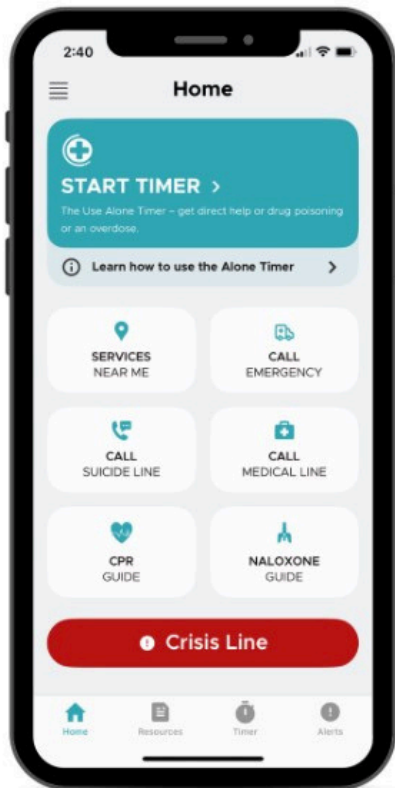 2:40
Home
START TIMER >
The Use Alone Timer – get direct help or drug poisoning
or an overdose.
Learn how to use the Alone Timer >
SERVICES
NEAR ME
CALL
EMERGENCY
CALL
SUICIDE LINE
CALL
MEDICAL LINE
CPR
GUIDE
NALOXONE
GUIDE
Crisis Line
Home
Resources
Timer
Alerts